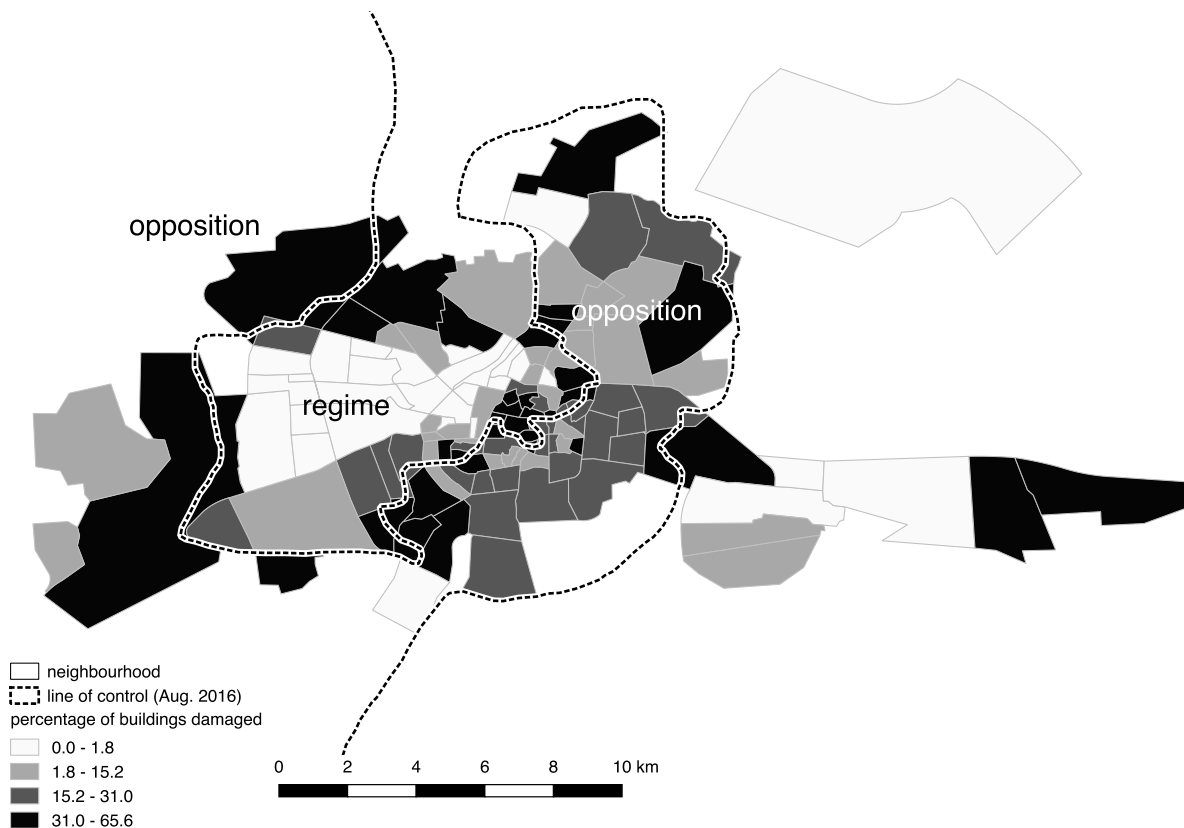 opposition
opposition
regime
neighbourhood
line of control (Aug. 2016)
percentage of buildings damaged
0.0 - 1.8
1.8 - 15.2
15.2 - 31.0
31.0 - 65.6
0 2 4 6 8 10 km